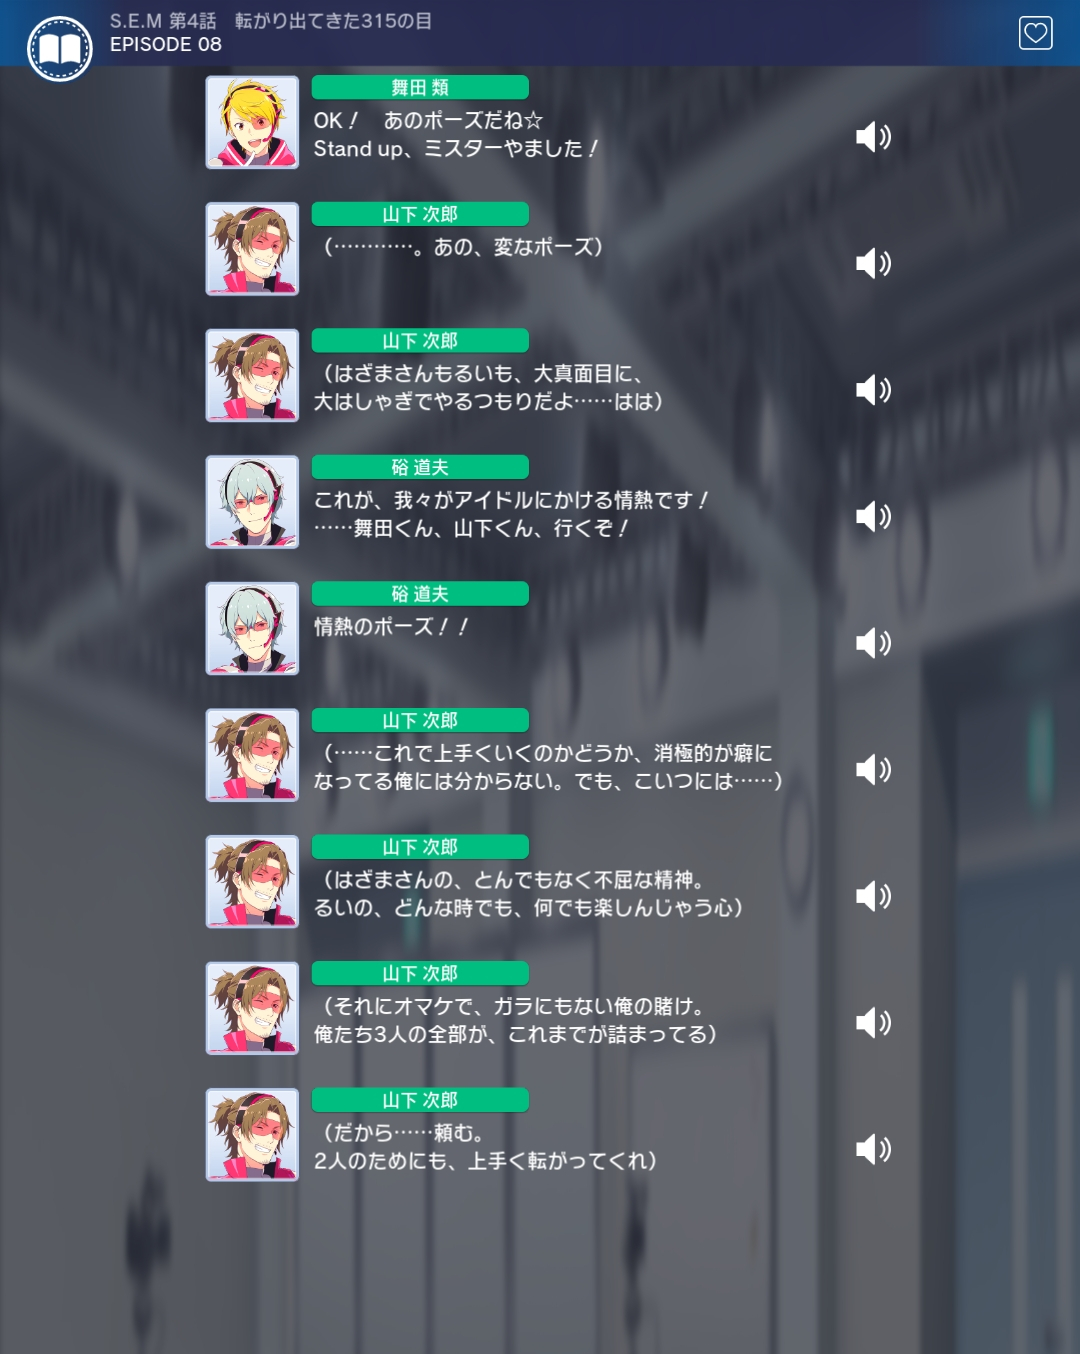 S.E.M 第4話　転がり出てきた315の目
EPISODE 08
舞田 類
OK！　あのポーズだね☆
Stand up、ミスターやました！
山下 次郎
（…………。あの、変なポーズ）
山下 次郎
（はざまさんもるいも、大真面目に、
大はしゃぎでやるつもりだよ……はは）
硲 道夫
これが、我々がアイドルにかける情熱です！
……舞田くん、山下くん、行くぞ！
硲 道夫
情熱のポーズ！！
山下 次郎
（……これで上手くいくのかどうか、消極的が癖に
なってる俺には分からない。でも、こいつには……）
山下 次郎
（はざまさんの、とんでもなく不屈な精神。
るいの、どんな時でも、何でも楽しんじゃう心）
山下 次郎
（それにオマケで、ガラにもない俺の賭け。
俺たち3人の全部が、これまでが詰まってる）
山下 次郎
（だから……頼む。
2人のためにも、上手く転がってくれ）